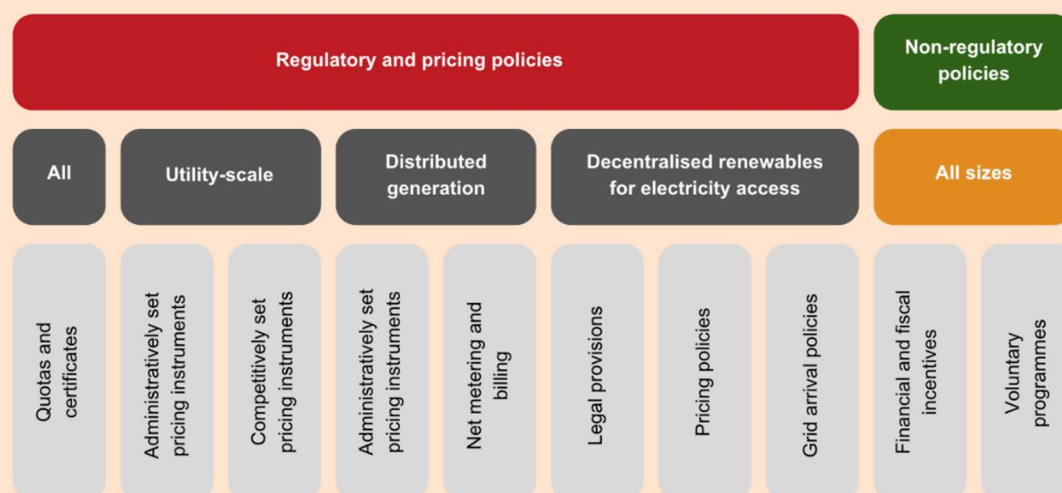 Regulatory and pricing policies
Non-regulatory
policies
All
Utility-scale
Distributed
generation
Decentralised renewables
for electricity access
All sizes
Quotas and
certificates
Administratively set
pricing instruments
Competitively set
pricing instruments
Administratively set
pricing instruments
Net metering and
billing
Legal provisions
Pricing policies
Grid arrival policies
Financial and fiscal
incentives
Voluntary
programmes